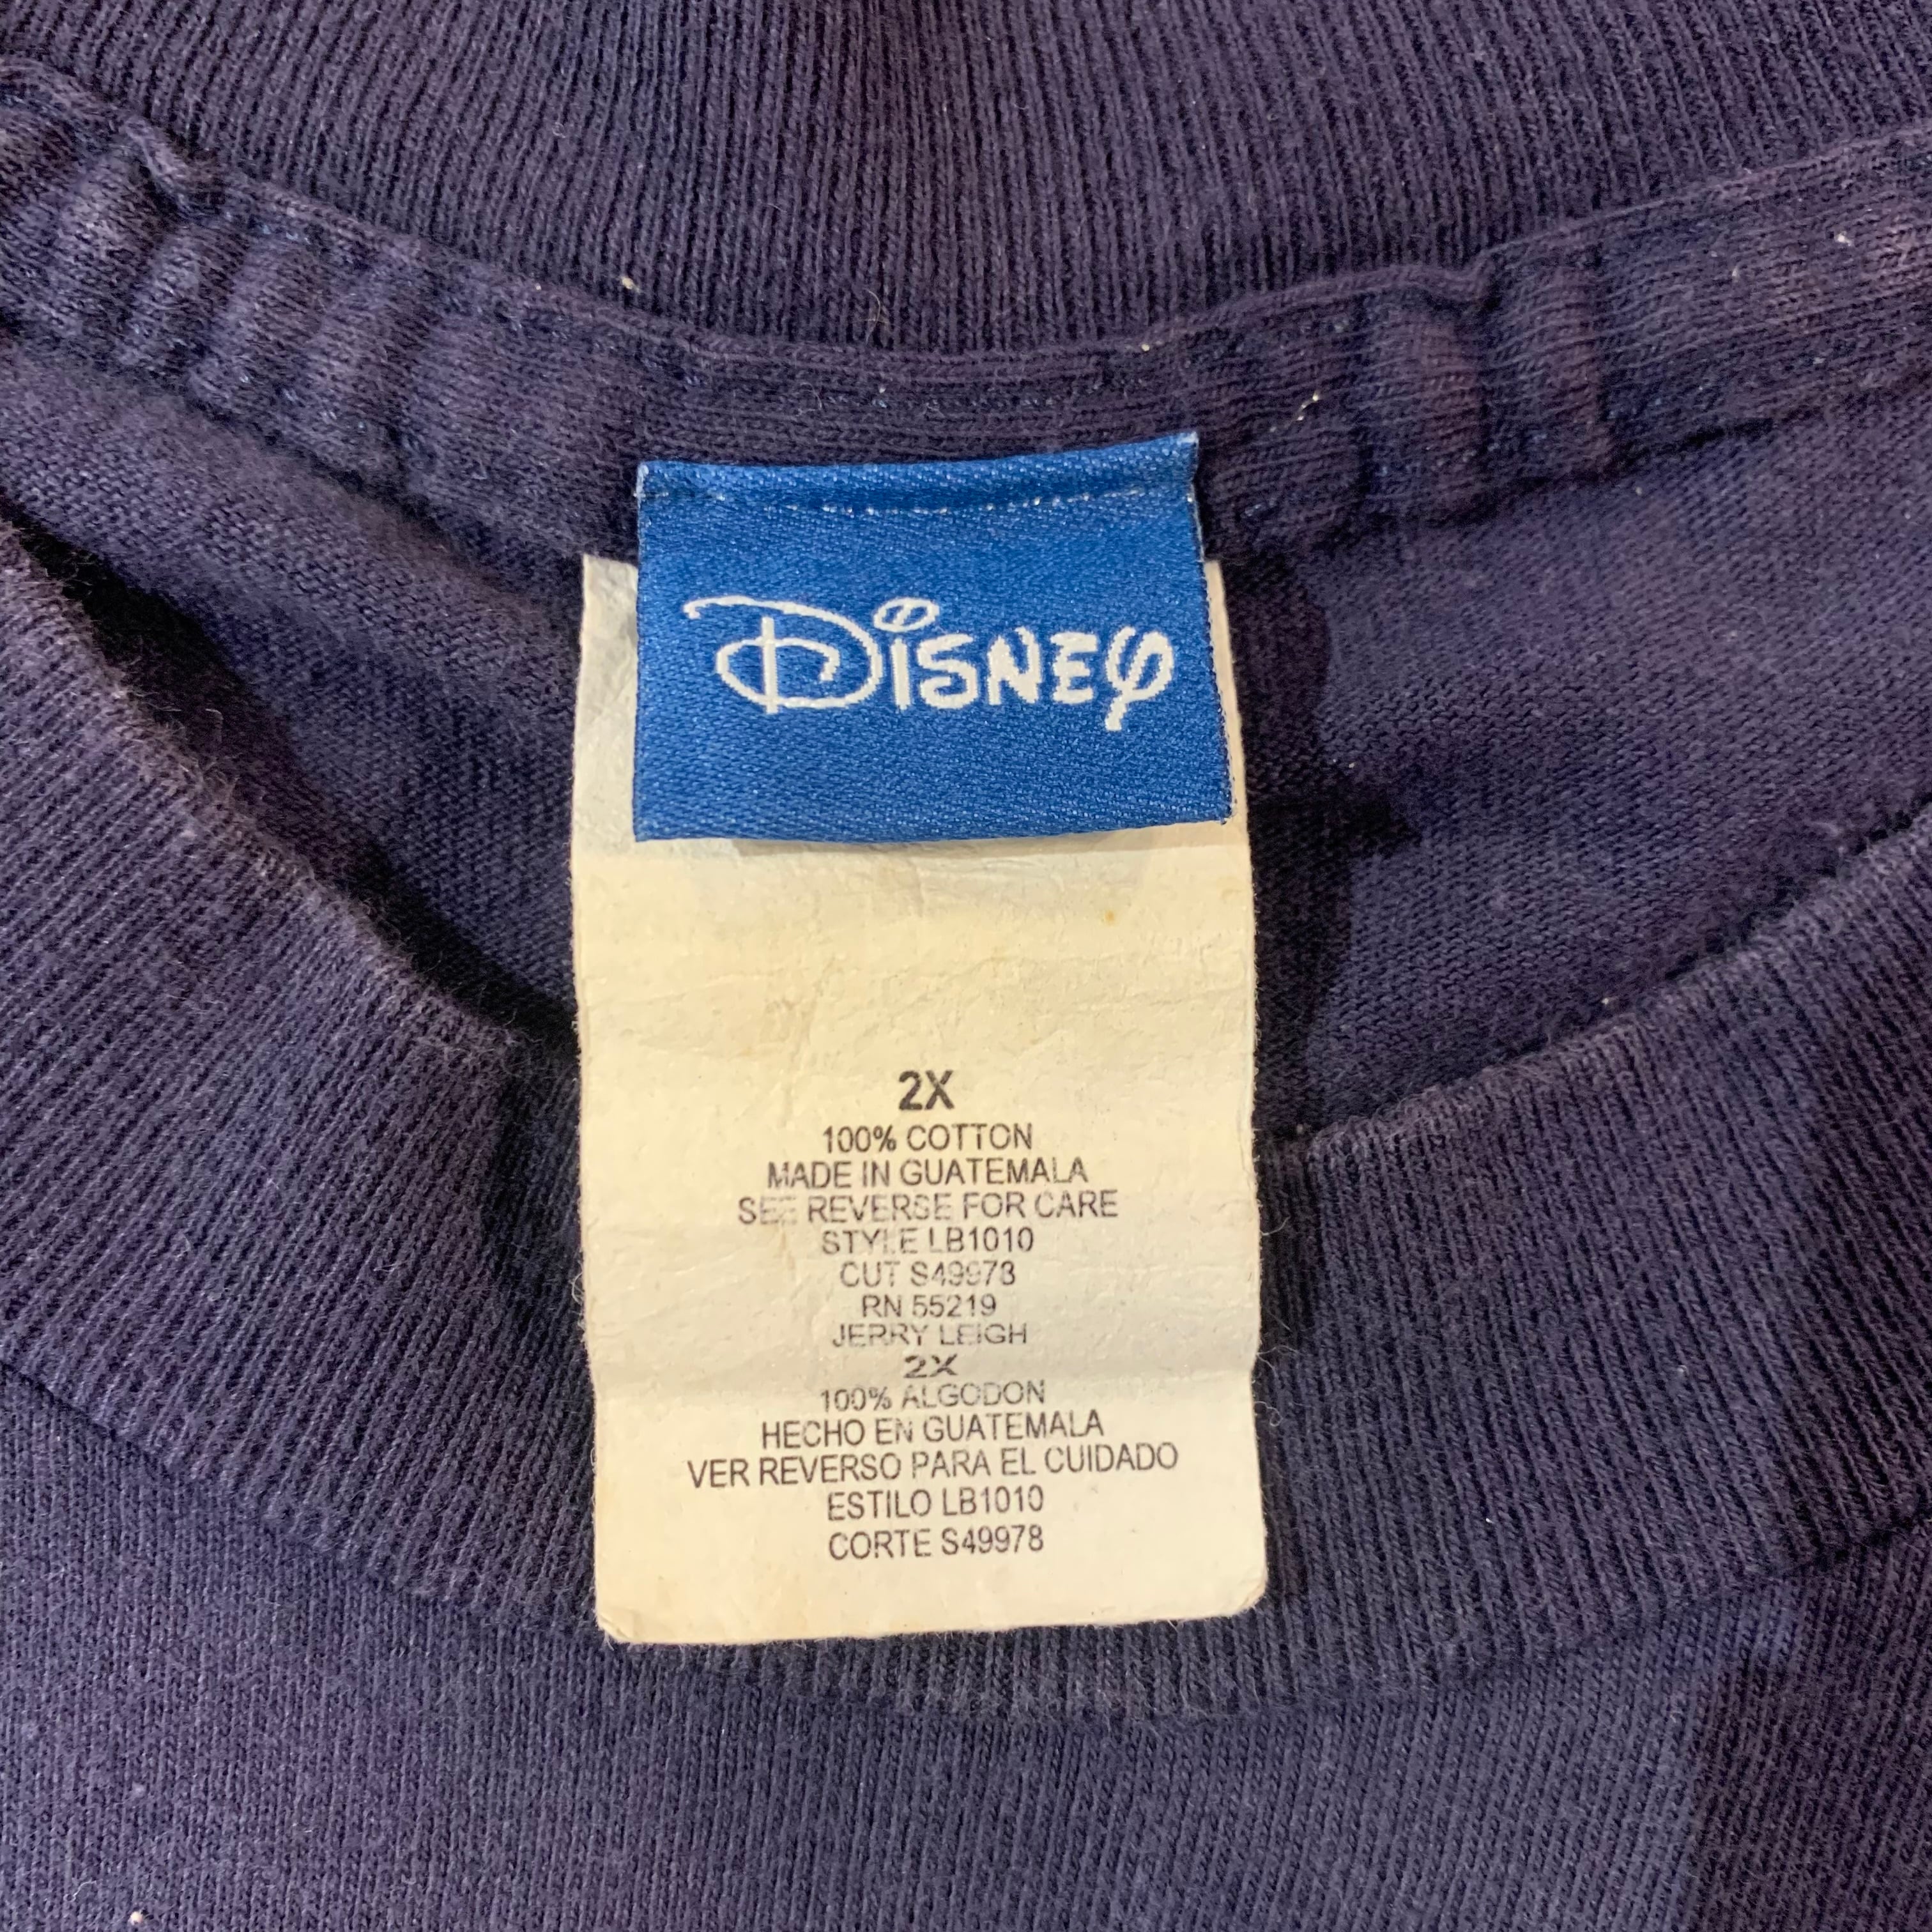 Disney
2X
100% COTTON
MADE IN GUATEMALA
SEE REVERSE FOR CARE
STYLE LB1010
CUT S49978
RN 55219
JERRY LEIGH
2X
100% ALGODON
HECHO EN GUATEMALA
VER REVERSO PARA EL CUIDADO
ESTILO LB1010
CORTE S49978